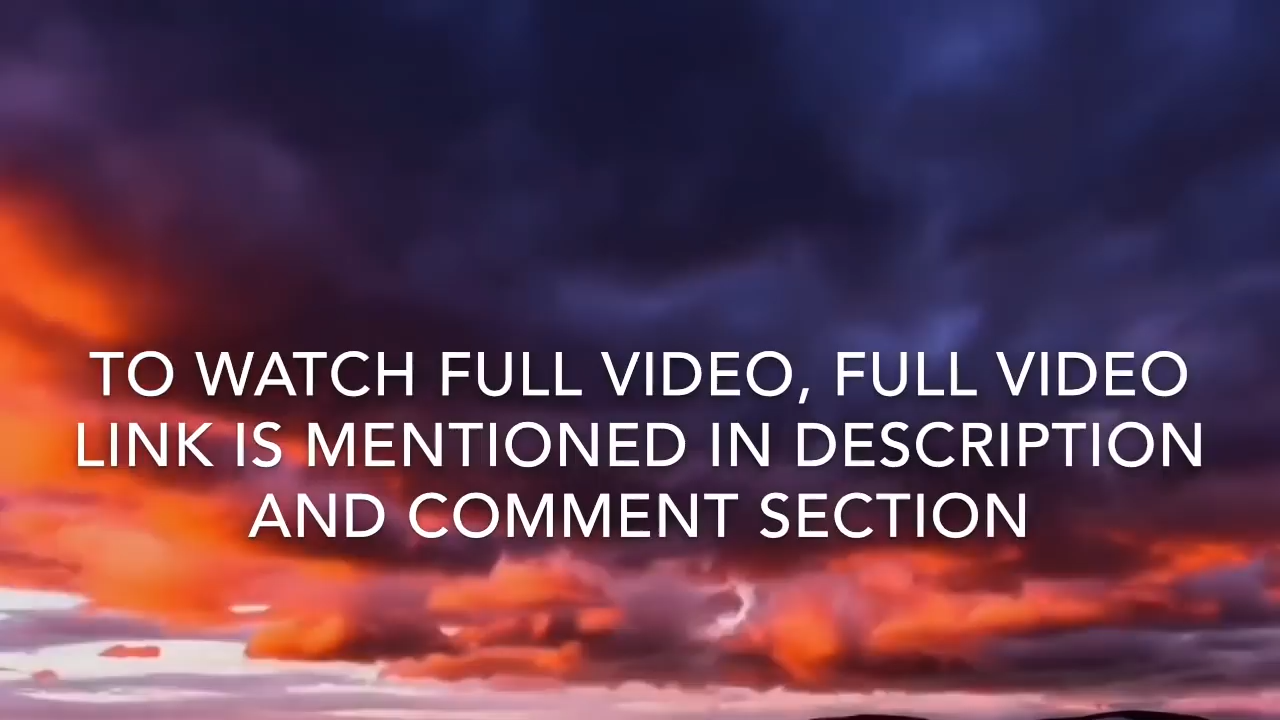 TO WATCH FULL VIDEO, FULL VIDEO
LINK IS MENTIONED IN DESCRIPTION
AND COMMENT SECTION